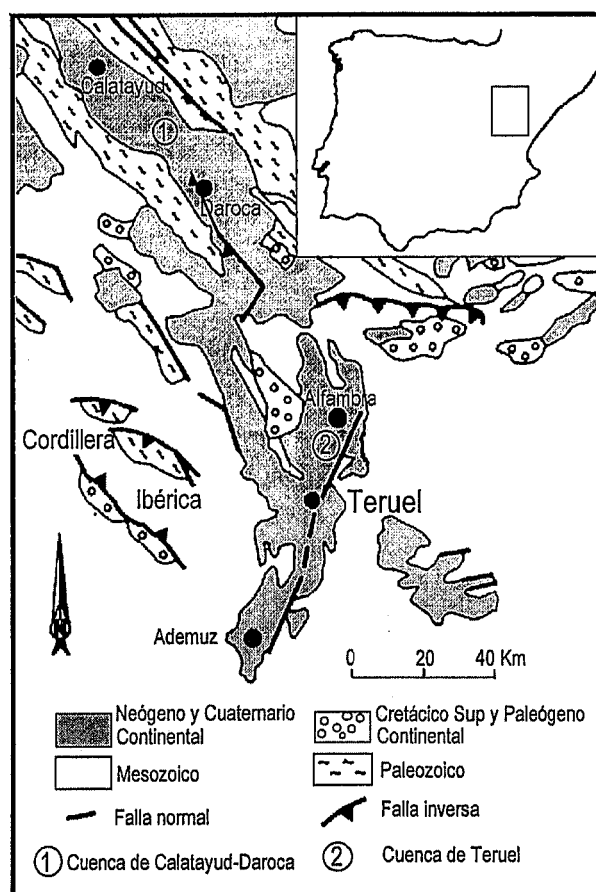 Calatayud
1
Daroca
Alfambra
2
Cordillera
Ibérica
Teruel
N
Ademuz
0 20 40 Km
Neógeno y Cuaternario
Continental
Cretácico Sup y Paleógeno
Continental
Mesozoico
Paleozoico
Falla normal
Falla inversa
1 Cuenca de Calatayud-Daroca
2 Cuenca de Teruel